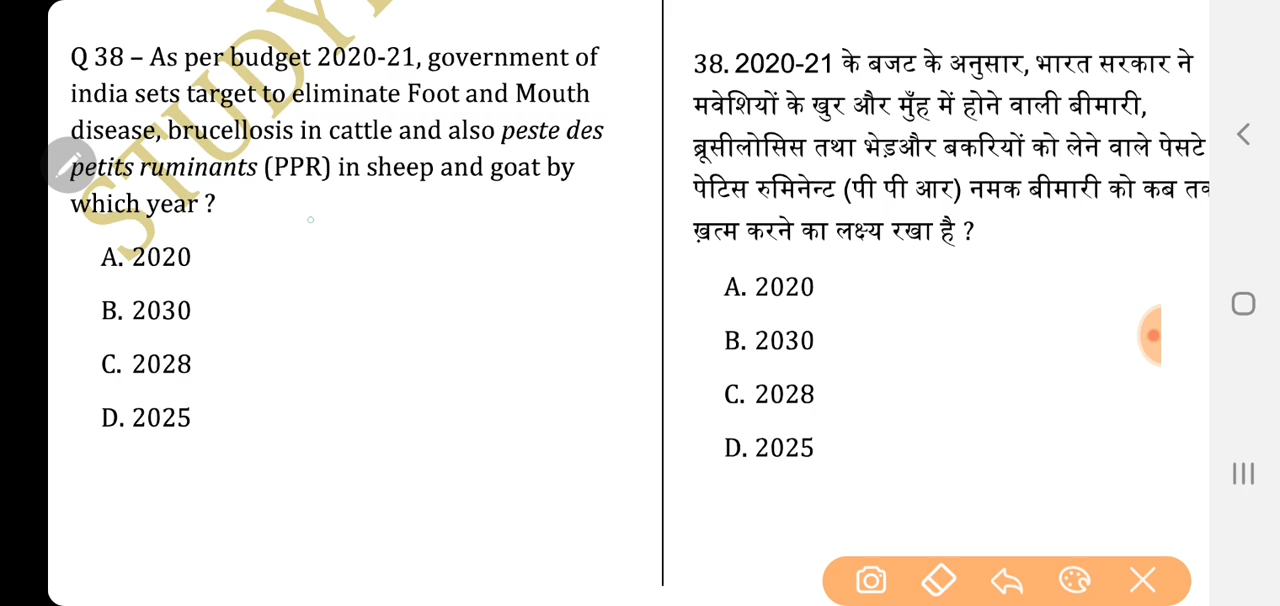 Q 38 – As per budget 2020-21, government of
india sets target to eliminate Foot and Mouth
disease, brucellosis in cattle and also peste des
petits ruminants (PPR) in sheep and goat by
which year ?
A. 2020
B. 2030
C. 2028
D. 2025
38. 2020-21 के बजट के अनुसार, भारत सरकार ने
मवेशियों के खुर और मुँह में होने वाली बीमारी,
ब्रूसीलोसिस तथा भेड़और बकरियों को लेने वाले पेसटे
पेटिस रुमिनेन्ट (पी पी आर) नमक बीमारी को कब तक
ख़त्म करने का लक्ष्य रखा है ?
A. 2020
B. 2030
C. 2028
D. 2025
STUDY